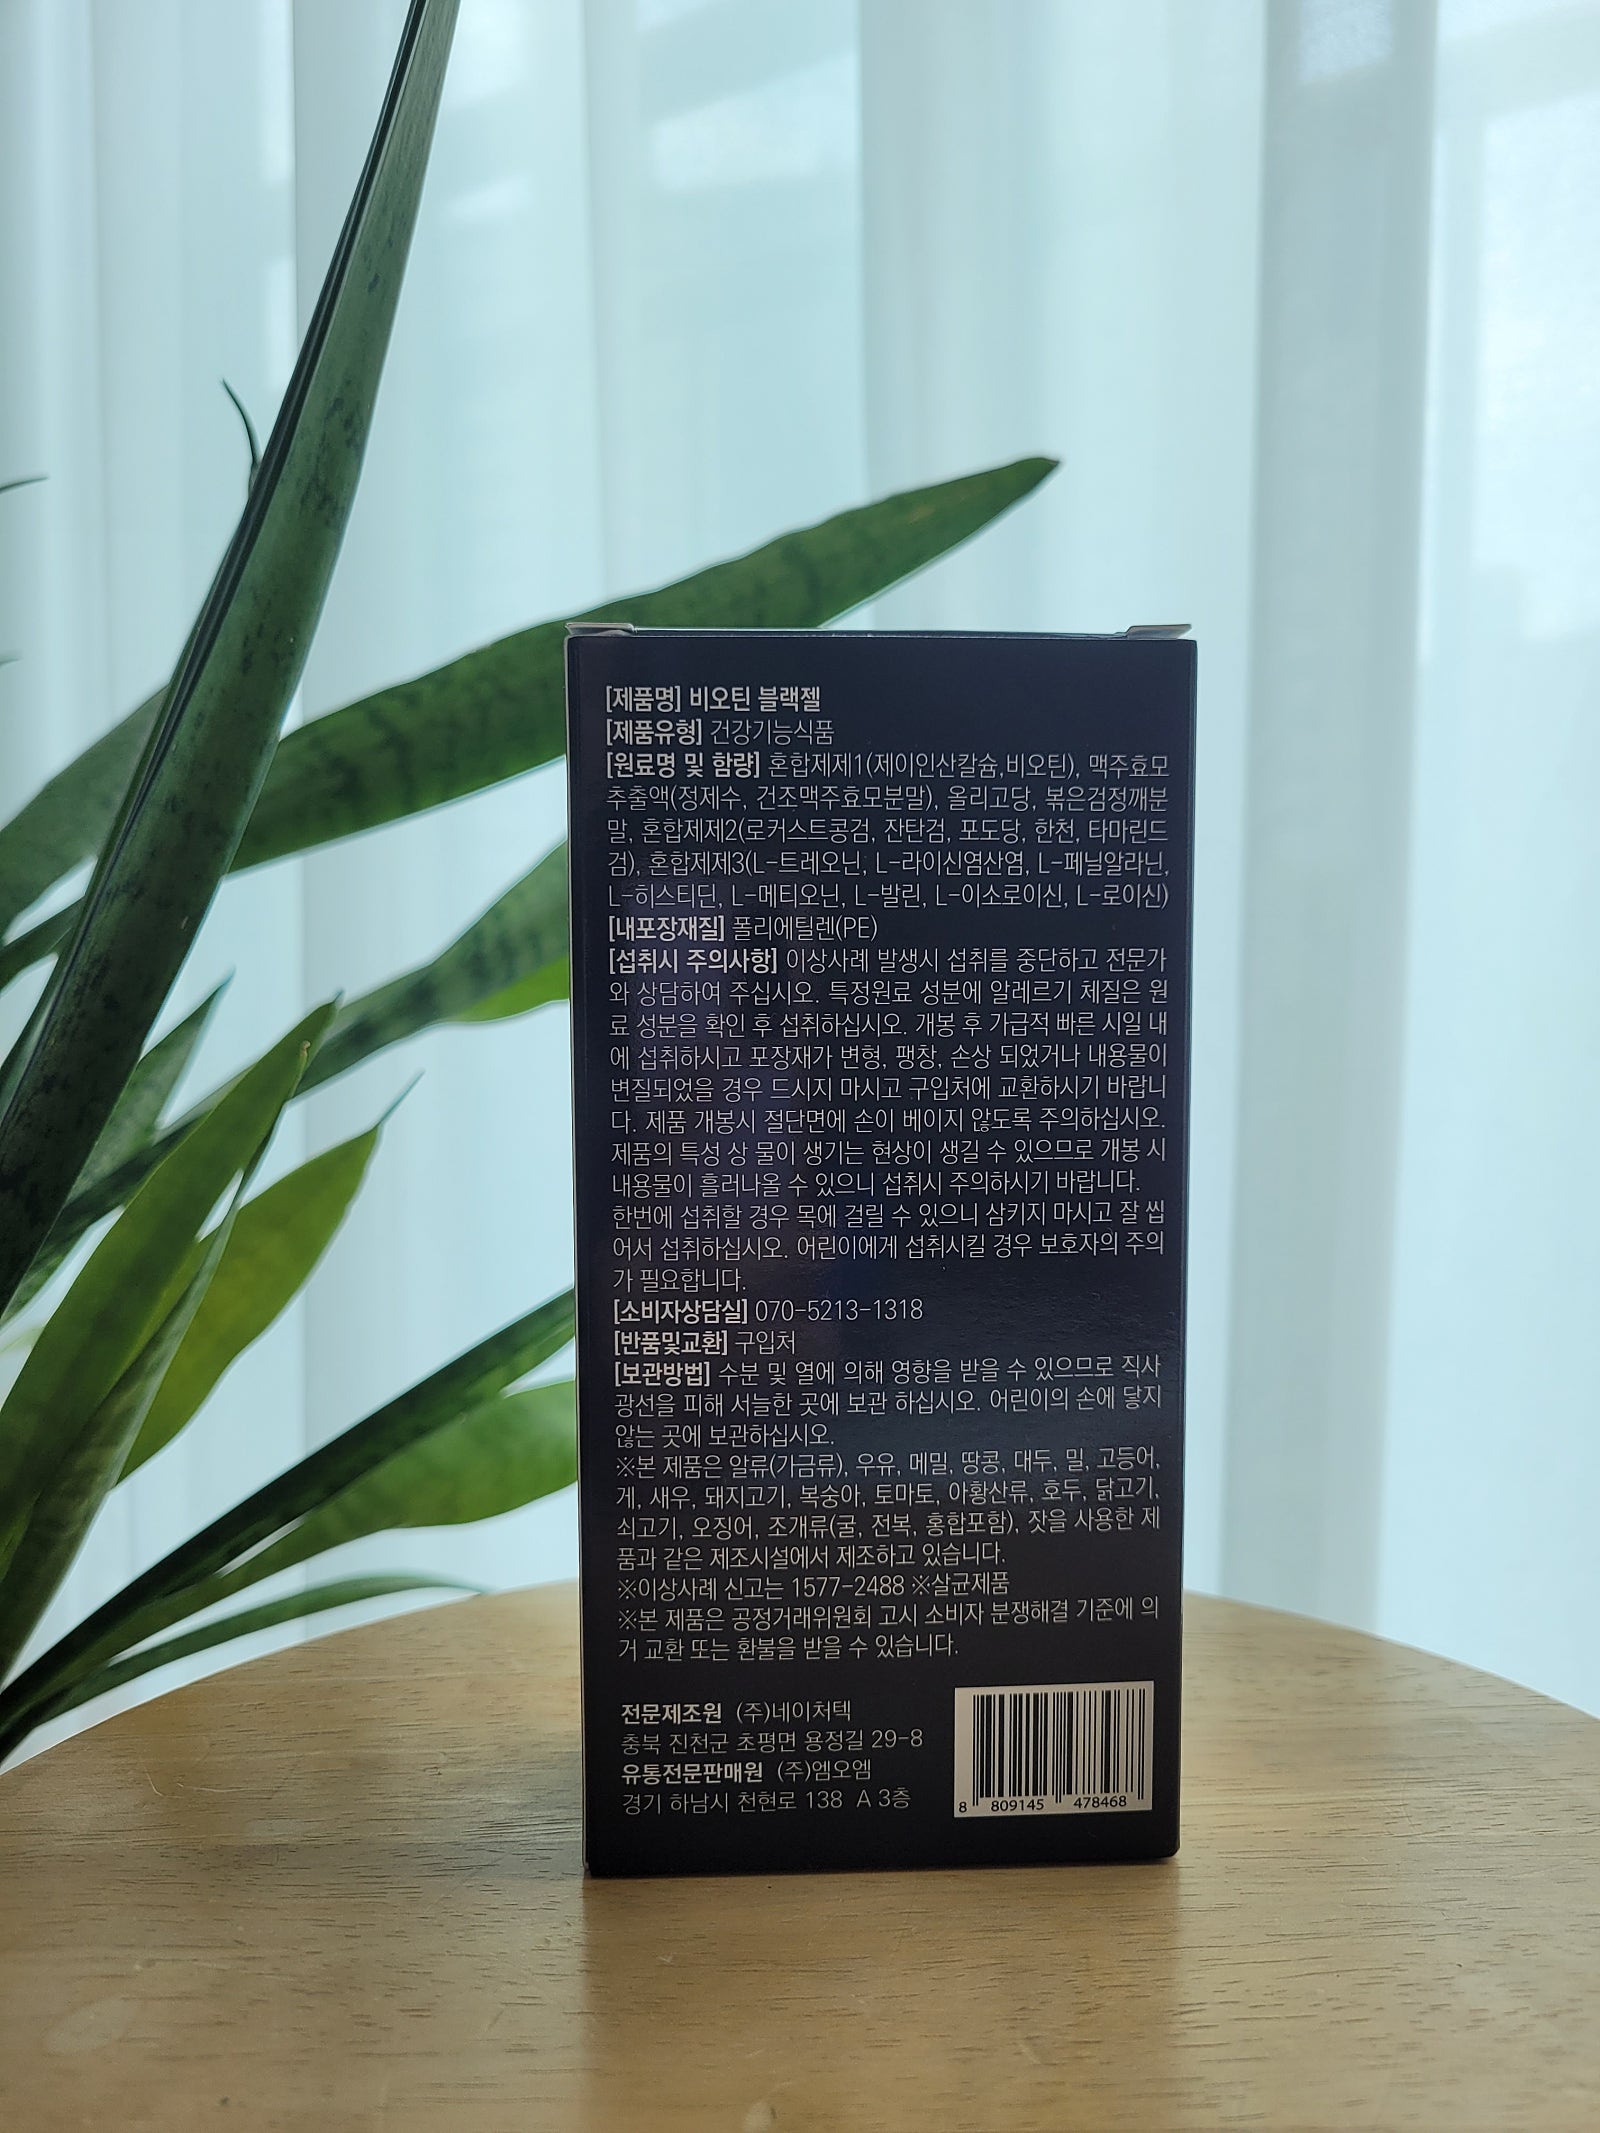 [제품명] 비오틴 블랙젤
[제품유형] 건강기능식품
[원료명 및 함량] 혼합제제1(제이인산칼슘,비오틴), 맥주효모
추출액(정제수, 건조맥주효모분말), 올리고당, 볶은검정깨분
말, 혼합제제2(로커스트콩검, 잔탄검, 포도당, 한천, 타마린드
검), 혼합제제3(L-트레오닌, L-라이신염산염, L-페닐알라닌,
L-히스티딘, L-메티오닌, L-발린, L-이소로이신, L-로이신)
[내포장재질] 폴리에틸렌(PE)
[섭취시 주의사항] 이상사례 발생시 섭취를 중단하고 전문가
와 상담하여 주십시오. 특정원료 성분에 알레르기 체질은 원
료 성분을 확인 후 섭취하십시오. 개봉 후 가급적 빠른 시일 내
에 섭취하시고 포장재가 변형, 팽창, 손상 되었거나 내용물이
변질되었을 경우 드시지 마시고 구입처에 교환하시기 바랍니
다. 제품 개봉시 절단면에 손이 베이지 않도록 주의하십시오.
제품의 특성 상 물이 생기는 현상이 생길 수 있으므로 개봉 시
내용물이 흘러나올 수 있으니 섭취시 주의하시기 바랍니다.
한번에 섭취할 경우 목에 걸릴 수 있으니 삼키지 마시고 잘 씹
어서 섭취하십시오. 어린이에게 섭취시킬 경우 보호자의 주의
가 필요합니다.
[소비자상담실] 070-5213-1318
[반품및교환] 구입처
[보관방법] 수분 및 열에 의해 영향을 받을 수 있으므로 직사
광선을 피해 서늘한 곳에 보관 하십시오. 어린이의 손에 닿지
않는 곳에 보관하십시오.
※본 제품은 알류(가금류), 우유, 메밀, 땅콩, 대두, 밀, 고등어,
게, 새우, 돼지고기, 복숭아, 토마토, 아황산류, 호두, 닭고기,
쇠고기, 오징어, 조개류(굴, 전복, 홍합포함), 잣을 사용한 제
품과 같은 제조시설에서 제조하고 있습니다.
※이상사례 신고는 1577-2488 ※살균제품
※본 제품은 공정거래위원회 고시 소비자 분쟁해결 기준에 의
거 교환 또는 환불을 받을 수 있습니다.
전문제조원 (주)네이처텍
충북 진천군 초평면 용정길 29-8
유통전문판매원 (주)엠오엠
경기 하남시 천현로 138 A 3층
8 809145 478468